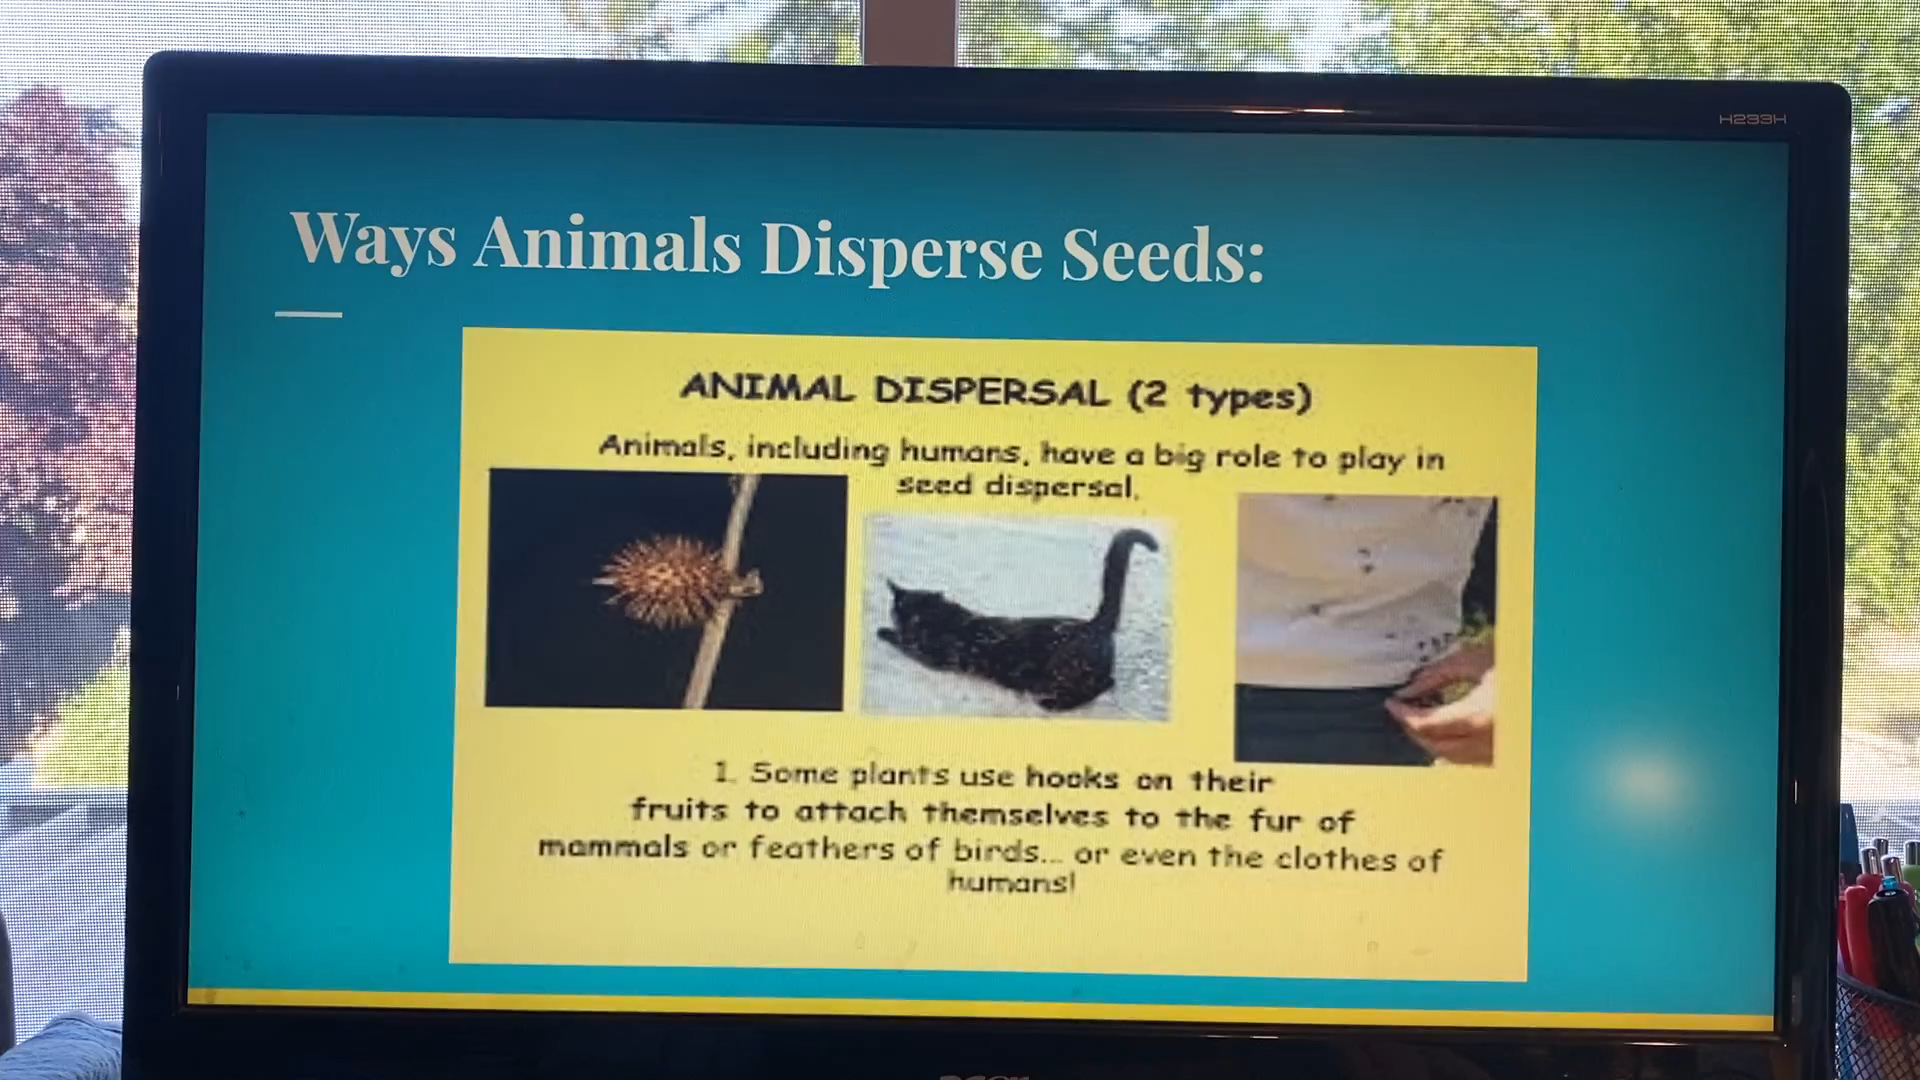 H233H
Ways Animals Disperse Seeds:
ANIMAL DISPERSAL (2 types)
Animals, including humans, have a big role to play in
seed dispersal.
1. Some plants use hooks on their
fruits to attach themselves to the fur of
mammals or feathers of birds... or even the clothes of
humans!